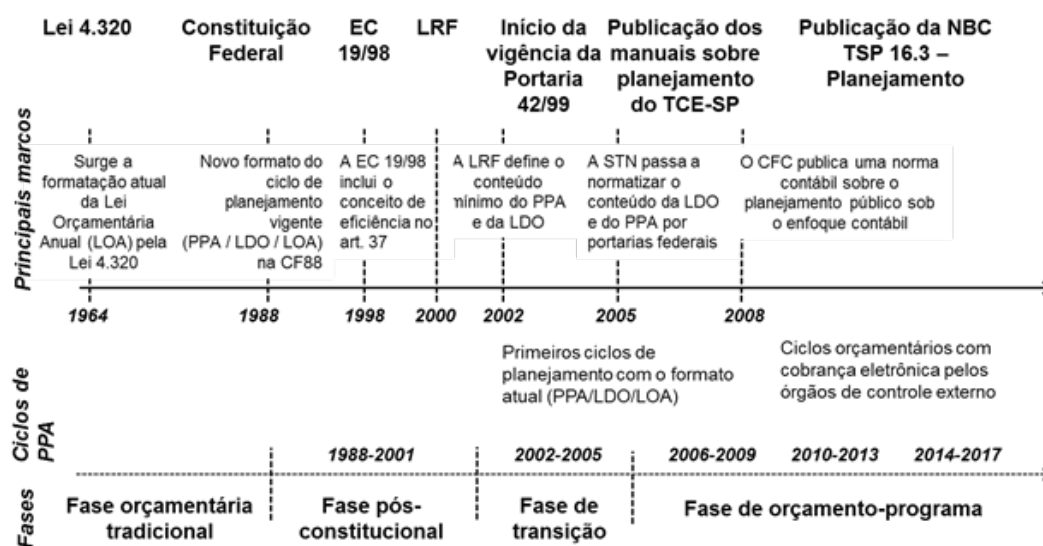 Lei 4.320
Constituição
Federal
EC
19/98
LRF
Início da
vigência da
Portaria
42/99
Publicação dos
manuais sobre
planejamento
do TCE-SP
Publicação da NBC
TSP 16.3 –
Planejamento
Principais marcos
Surge a
formatação atual
da Lei
Orçamentária
Anual (LOA) pela
Lei 4.320
Novo formato do
ciclo de
planejamento
vigente
(PPA / LDO / LOA)
na CF88
A EC 19/98
inclui o
conceito de
eficiência no
art. 37
A LRF define o
conteúdo
mínimo do PPA
e da LDO
A STN passa a
normatizar o
conteúdo da LDO
e do PPA por
portarias federais
O CFC publica uma norma
contábil sobre o
planejamento público sob
o enfoque contábil
1964
1988
1998
2000
2002
2005
2008
Ciclos de
PPA
Primeiros ciclos de
planejamento com o formato
atual (PPA/LDO/LOA)
Ciclos orçamentários com
cobrança eletrônica pelos
órgãos de controle externo
1988-2001
2002-2005
2006-2009
2010-2013
2014-2017
Fases
Fase orçamentária
tradicional
Fase pós-
constitucional
Fase de
transição
Fase de orçamento-programa